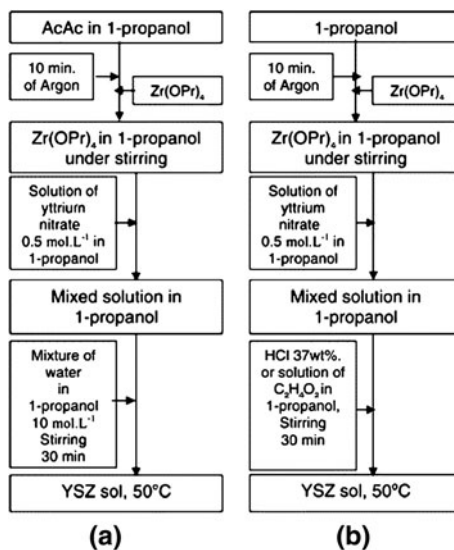 AcAc in 1-propanol
10 min.
of Argon
Zr(OPr)₄
Zr(OPr)₄ in 1-propanol
under stirring
Solution of
yttrium
nitrate
0.5 mol.L⁻¹ in
1-propanol
Mixed solution in
1-propanol
Mixture of
water
in
1-propanol
10 mol.L⁻¹
Stirring
30 min
YSZ sol, 50°C
(a)
1-propanol
10 min.
of Argon
Zr(OPr)₄
Zr(OPr)₄ in 1-propanol
under stirring
Solution of
yttrium
nitrate
0.5 mol.L⁻¹ in
1-propanol
Mixed solution in
1-propanol
HCl 37wt%.
or solution of
C₂H₄O₂ in
1-propanol,
Stirring
30 min
YSZ sol, 50°C
(b)